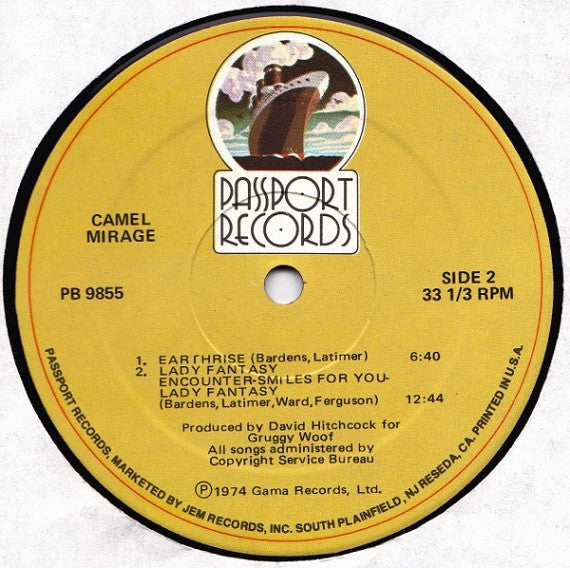 PASSPORT
RECORDS
CAMEL
MIRAGE
PB 9855
SIDE 2
33 1/3 RPM
1. EARTHRISE (Bardens, Latimer) 6:40
2. LADY FANTASY
ENCOUNTER-SMILES FOR YOU-
LADY FANTASY
(Bardens, Latimer, Ward, Ferguson) 12:44
Produced by David Hitchcock for
Gruggy Woof
All songs administered by
Copyright Service Bureau
Ⓟ 1974 Gama Records, Ltd.
PASSPORT RECORDS, MARKETED BY JEM RECORDS, INC. SOUTH PLAINFIELD, NJ RESEDA, CA. PRINTED IN U.S.A.